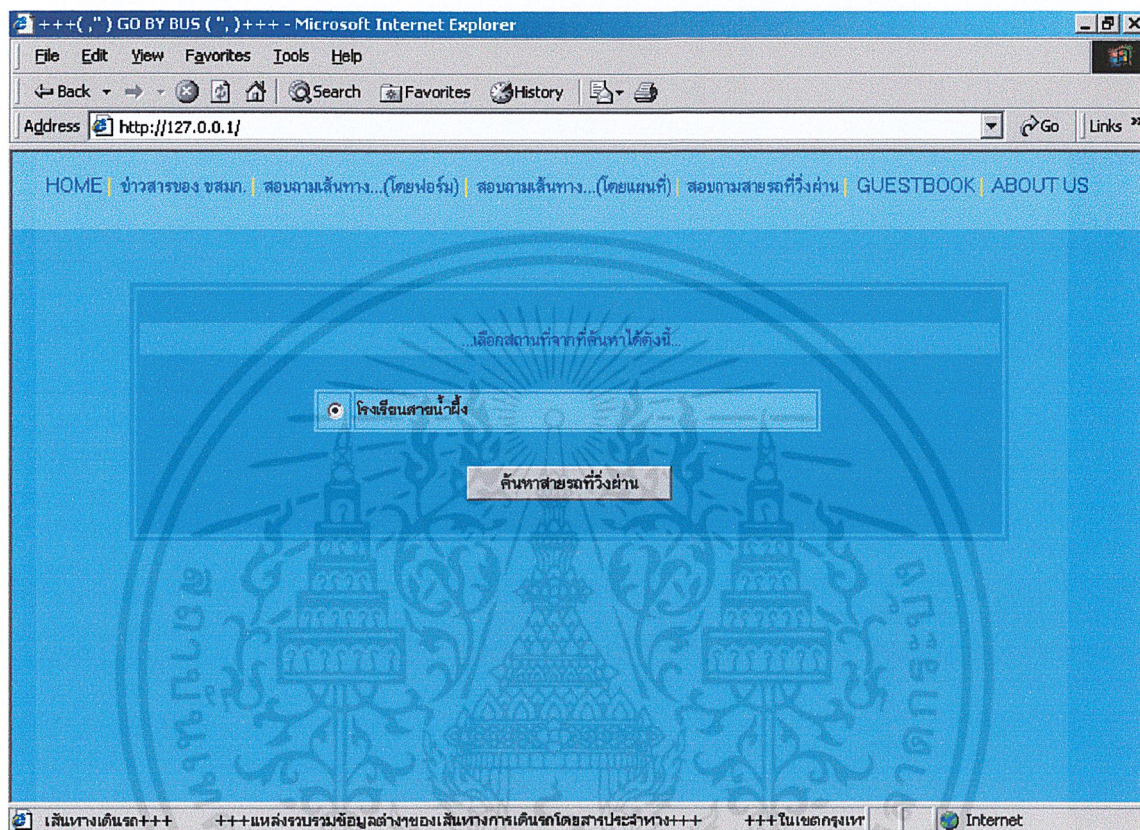 +++( ," ) GO BY BUS ( ", )+++ - Microsoft Internet Explorer
File Edit View Favorites Tools Help
Back Search Favorites History
Address http://127.0.0.1/ Go Links »
HOME | ข่าวสารของ ขสมก. | สอบถามเส้นทาง...(โดยฟอร์ม) | สอบถามเส้นทาง...(โดยแผนที่) | สอบถามสายรถที่วิ่งผ่าน | GUESTBOOK | ABOUT US
...เลือกสถานที่จากที่ค้นหาได้ดังนี้...
โรงเรียนสายน้ำผึ้ง
ค้นหาสายรถที่วิ่งผ่าน
เส้นทางเดินรถ+++ +++แหล่งรวบรวมข้อมูลต่างๆของเส้นทางการเดินรถโดยสารประจำทาง+++ +++ในเขตกรุงเทพ Internet